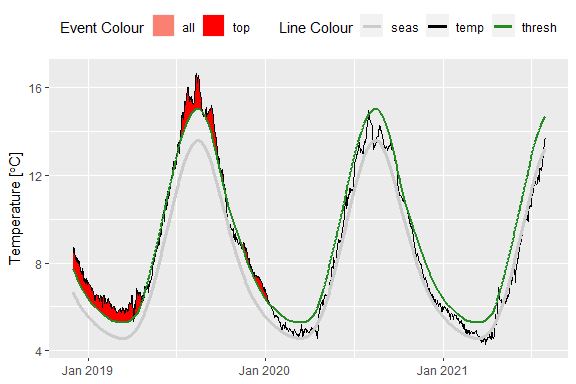 Event Colour all top Line Colour seas temp thresh
Temperature [°C]
16
12
8
4
Jan 2019 Jan 2020 Jan 2021